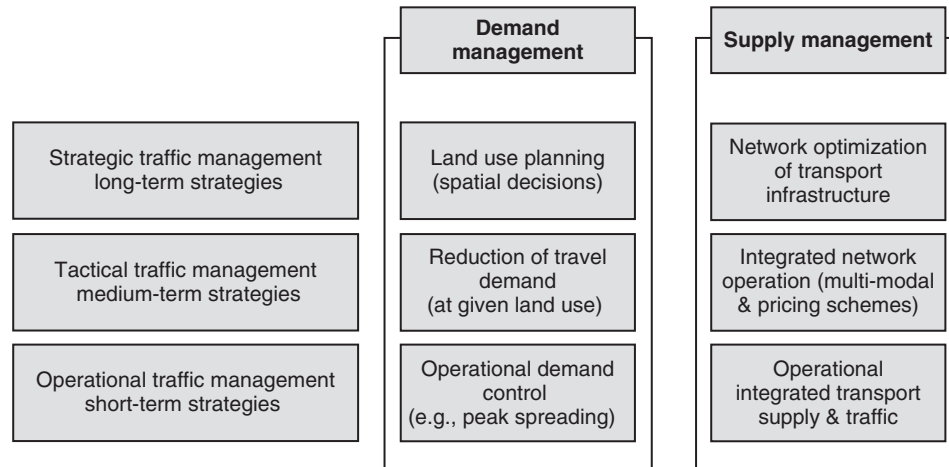 Demand
management
Supply management
Strategic traffic management
long-term strategies
Land use planning
(spatial decisions)
Network optimization
of transport
infrastructure
Tactical traffic management
medium-term strategies
Reduction of travel
demand
(at given land use)
Integrated network
operation (multi-modal
& pricing schemes)
Operational traffic management
short-term strategies
Operational demand
control
(e.g., peak spreading)
Operational
integrated transport
supply & traffic